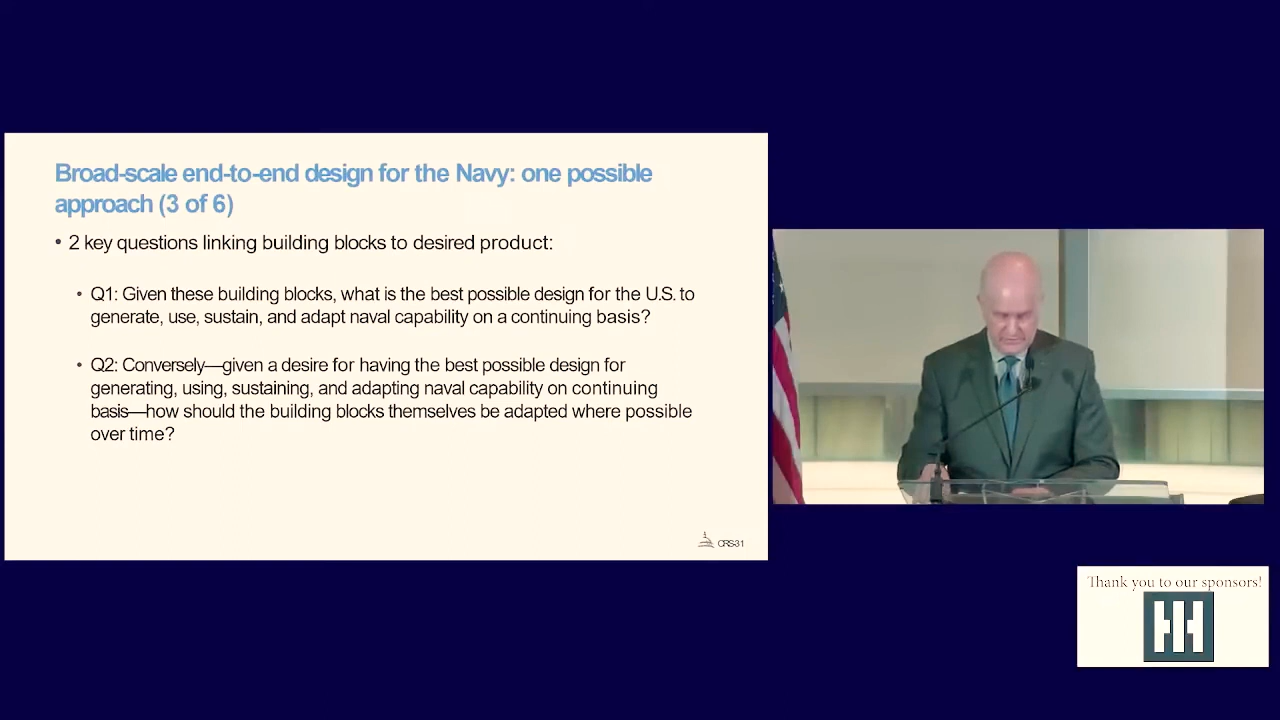 Broad-scale end-to-end design for the Navy: one possible
approach (3 of 6)
• 2 key questions linking building blocks to desired product:
• Q1: Given these building blocks, what is the best possible design for the U.S. to
generate, use, sustain, and adapt naval capability on a continuing basis?
• Q2: Conversely—given a desire for having the best possible design for
generating, using, sustaining, and adapting naval capability on continuing
basis—how should the building blocks themselves be adapted where possible
over time?
CRS-31
Thank you to our sponsors!